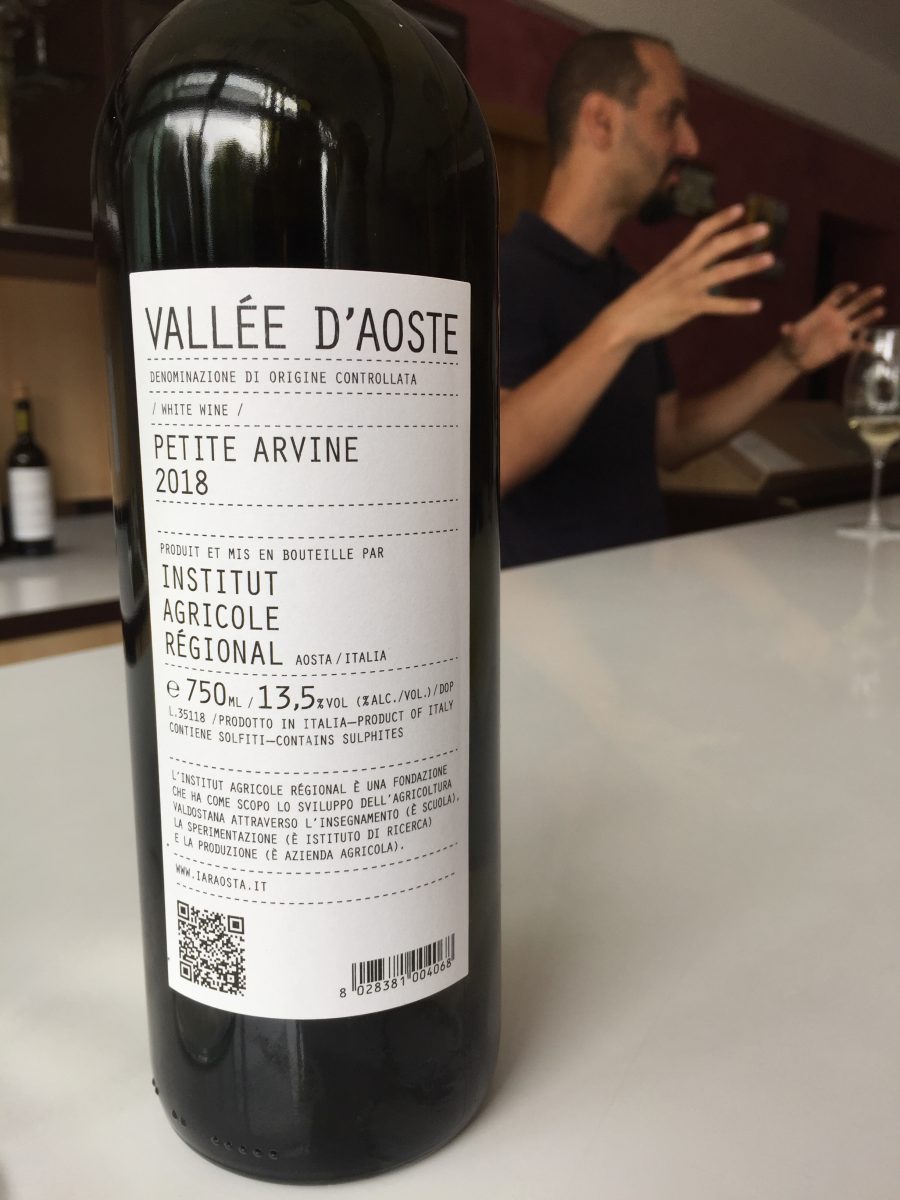 VALLÉE D'AOSTE
DENOMINAZIONE DI ORIGINE CONTROLLATA
/ WHITE WINE /
PETITE ARVINE
2018
PRODUIT ET MIS EN BOUTEILLE PAR
INSTITUT
AGRICOLE
RÉGIONAL AOSTA/ITALIA
℮ 750ML / 13,5%VOL (%ALC./VOL.)/DOP
L.35118 /PRODOTTO IN ITALIA—PRODUCT OF ITALY
CONTIENE SOLFITI—CONTAINS SULPHITES
L'INSTITUT AGRICOLE RÉGIONAL È UNA FONDAZIONE
CHE HA COME SCOPO LO SVILUPPO DELL'AGRICOLTURA
VALDOSTANA ATTRAVERSO L'INSEGNAMENTO (È SCUOLA),
LA SPERIMENTAZIONE (È ISTITUTO DI RICERCA)
E LA PRODUZIONE (È AZIENDA AGRICOLA).
WWW.IARAOSTA.IT
8 028381 004068